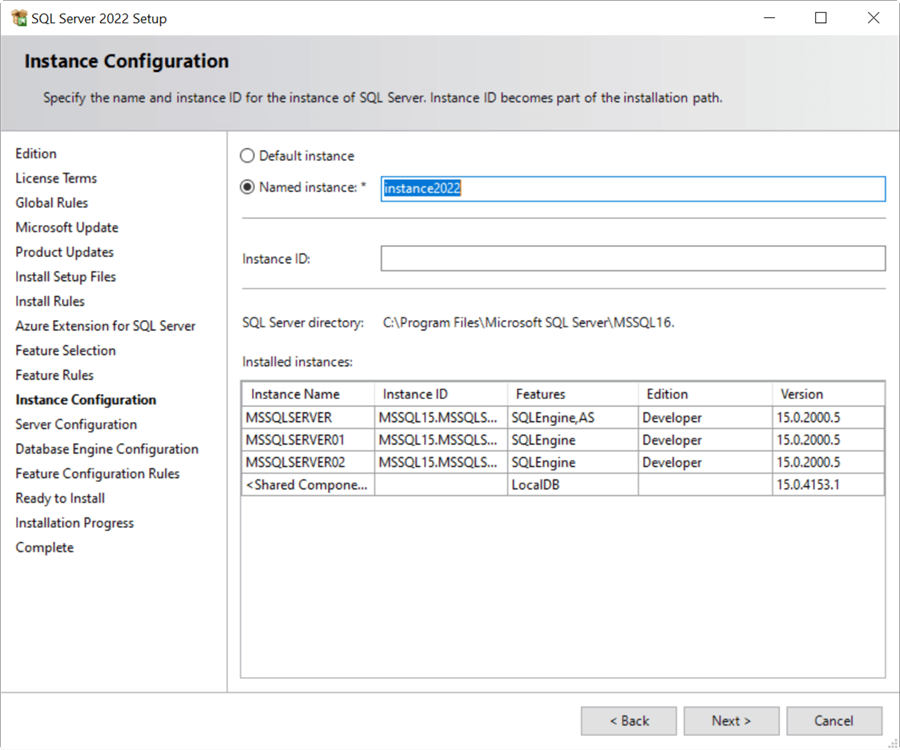 SQL Server 2022 Setup
Instance Configuration
Specify the name and instance ID for the instance of SQL Server. Instance ID becomes part of the installation path.
Edition
License Terms
Global Rules
Microsoft Update
Product Updates
Install Setup Files
Install Rules
Azure Extension for SQL Server
Feature Selection
Feature Rules
Instance Configuration
Server Configuration
Database Engine Configuration
Feature Configuration Rules
Ready to Install
Installation Progress
Complete
Default instance
Named instance: * instance2022
Instance ID:
SQL Server directory: C:\Program Files\Microsoft SQL Server\MSSQL16.
Installed instances:
Instance Name Instance ID Features Edition Version
MSSQLSERVER MSSQL15.MSSQLS... SQLEngine,AS Developer 15.0.2000.5
MSSQLSERVER01 MSSQL15.MSSQLS... SQLEngine Developer 15.0.2000.5
MSSQLSERVER02 MSSQL15.MSSQLS... SQLEngine Developer 15.0.2000.5
<Shared Compone... LocalDB 15.0.4153.1
< Back Next > Cancel